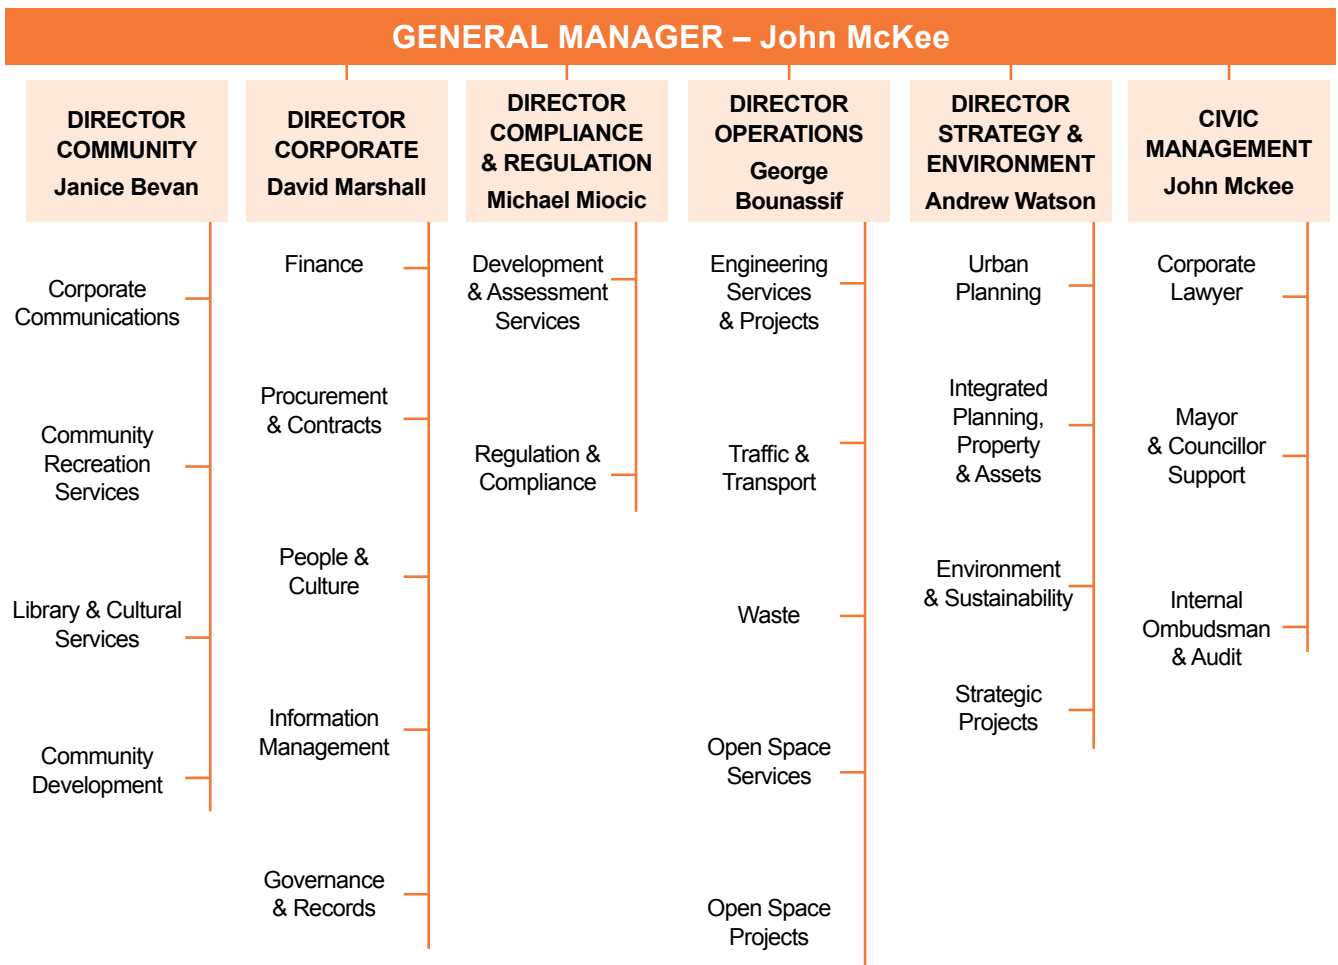 GENERAL MANAGER – John McKee
DIRECTOR
COMMUNITY
Janice Bevan
Corporate
Communications
Community
Recreation
Services
Library & Cultural
Services
Community
Development
DIRECTOR
CORPORATE
David Marshall
Finance
Procurement
& Contracts
People &
Culture
Information
Management
Governance
& Records
DIRECTOR
COMPLIANCE
& REGULATION
Michael Miocic
Development
& Assessment
Services
Regulation &
Compliance
DIRECTOR
OPERATIONS
George
Bounassif
Engineering
Services
& Projects
Traffic &
Transport
Waste
Open Space
Services
Open Space
Projects
DIRECTOR
STRATEGY &
ENVIRONMENT
Andrew Watson
Urban
Planning
Integrated
Planning,
Property
& Assets
Environment
& Sustainability
Strategic
Projects
CIVIC
MANAGEMENT
John Mckee
Corporate
Lawyer
Mayor
& Councillor
Support
Internal
Ombudsman
& Audit